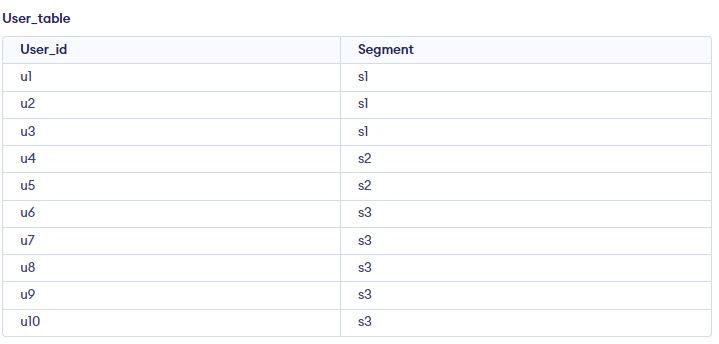 User_table
User_id Segment
u1 s1
u2 s1
u3 s1
u4 s2
u5 s2
u6 s3
u7 s3
u8 s3
u9 s3
u10 s3